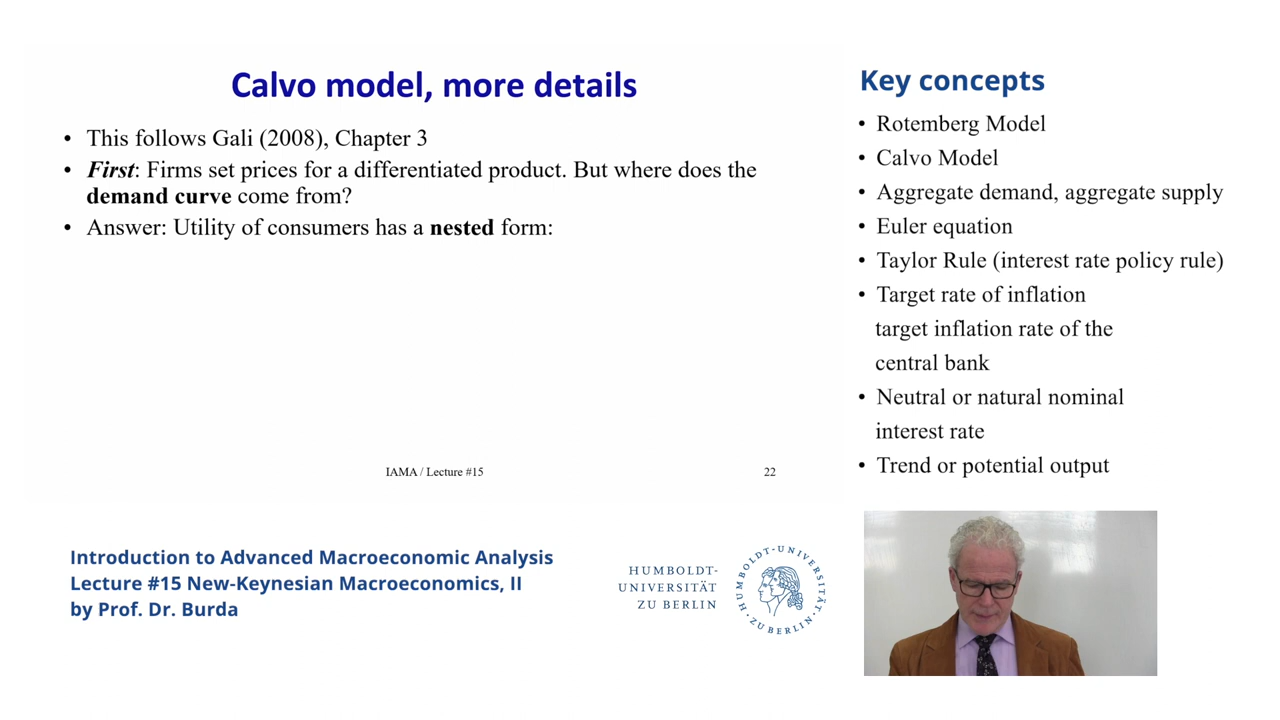 Calvo model, more details
• This follows Gali (2008), Chapter 3
• First: Firms set prices for a differentiated product. But where does the
demand curve come from?
• Answer: Utility of consumers has a nested form:
IAMA / Lecture #15
22
Key concepts
• Rotemberg Model
• Calvo Model
• Aggregate demand, aggregate supply
• Euler equation
• Taylor Rule (interest rate policy rule)
• Target rate of inflation
target inflation rate of the
central bank
• Neutral or natural nominal
interest rate
• Trend or potential output
Introduction to Advanced Macroeconomic Analysis
Lecture #15 New-Keynesian Macroeconomics, II
by Prof. Dr. Burda
HUMBOLDT-
UNIVERSITÄT
ZU BERLIN
HUMBOLDT-UNIVERSITÄT
· ZU BERLIN ·